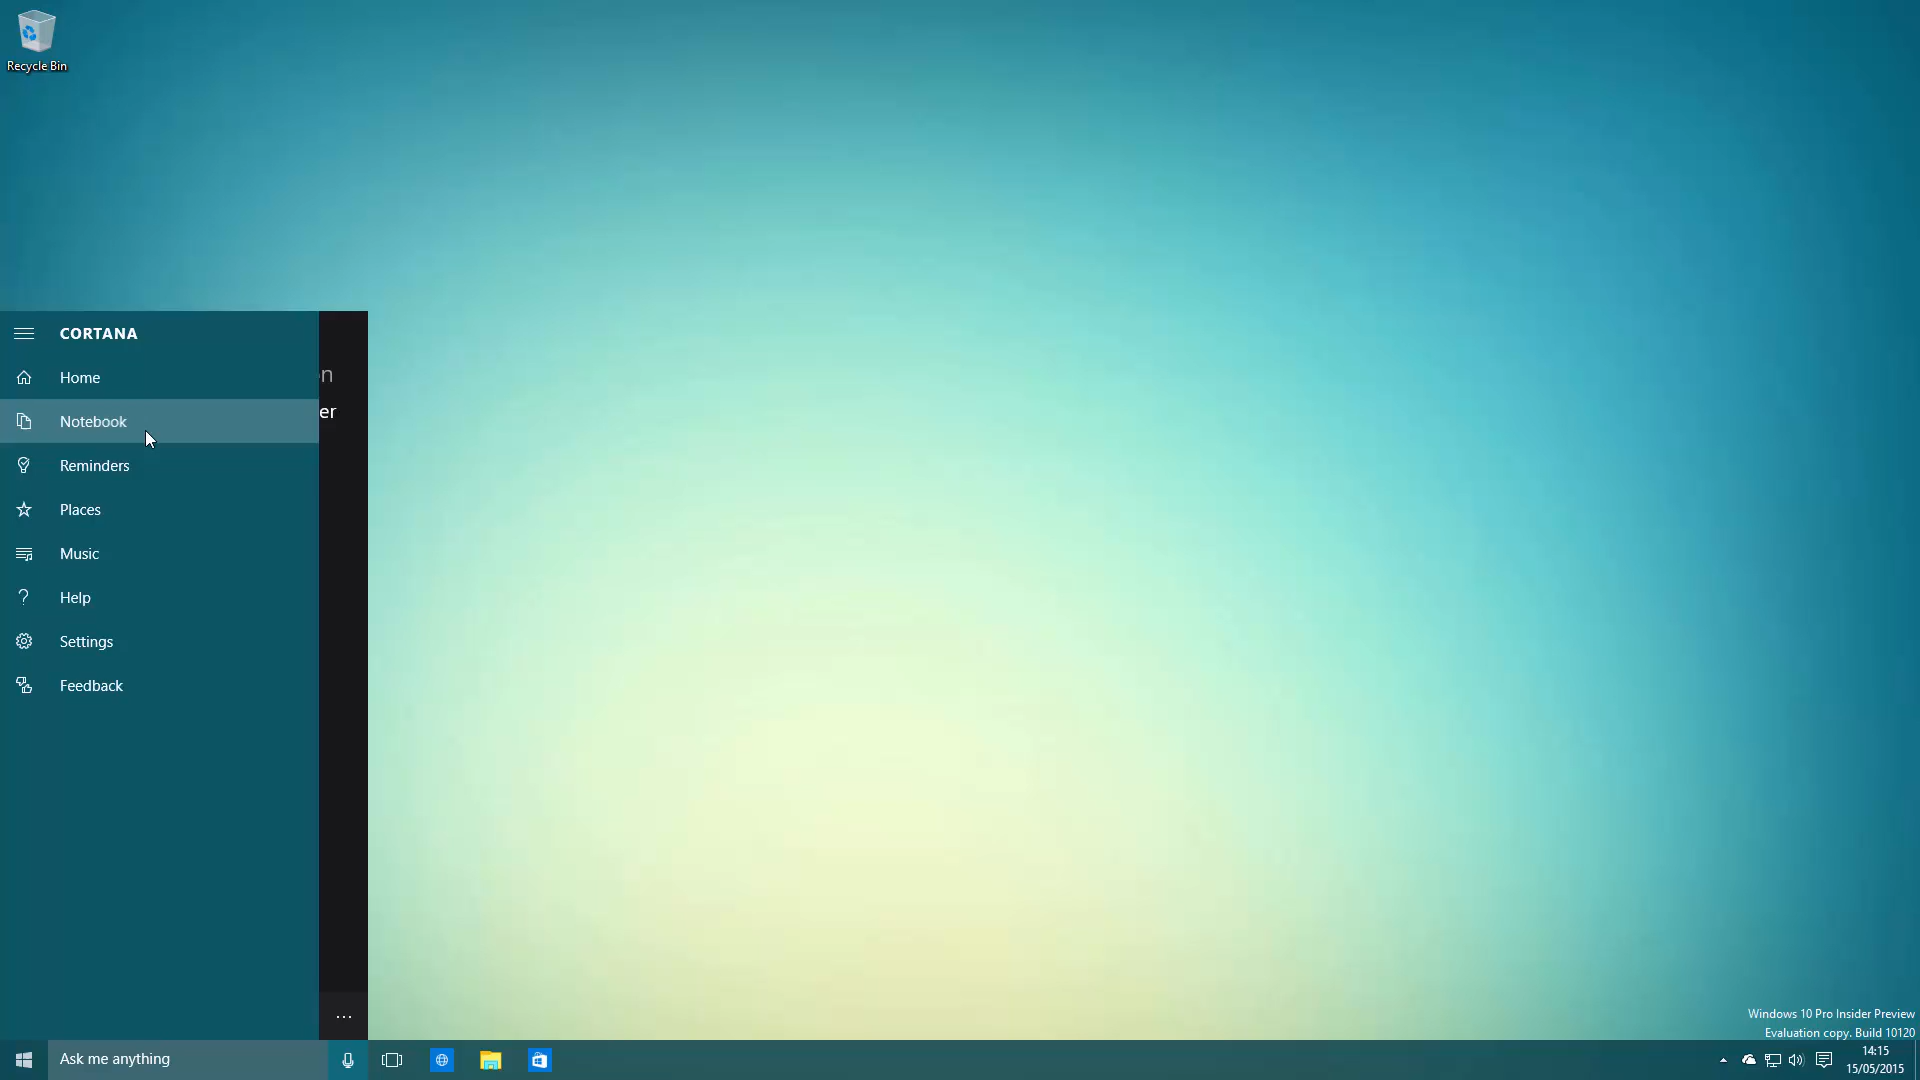 Recycle Bin
CORTANA
Home
Notebook
Reminders
Places
Music
Help
Settings
Feedback
on
er
...
Windows 10 Pro Insider Preview
Evaluation copy. Build 10120
Ask me anything
14:15
15/05/2015